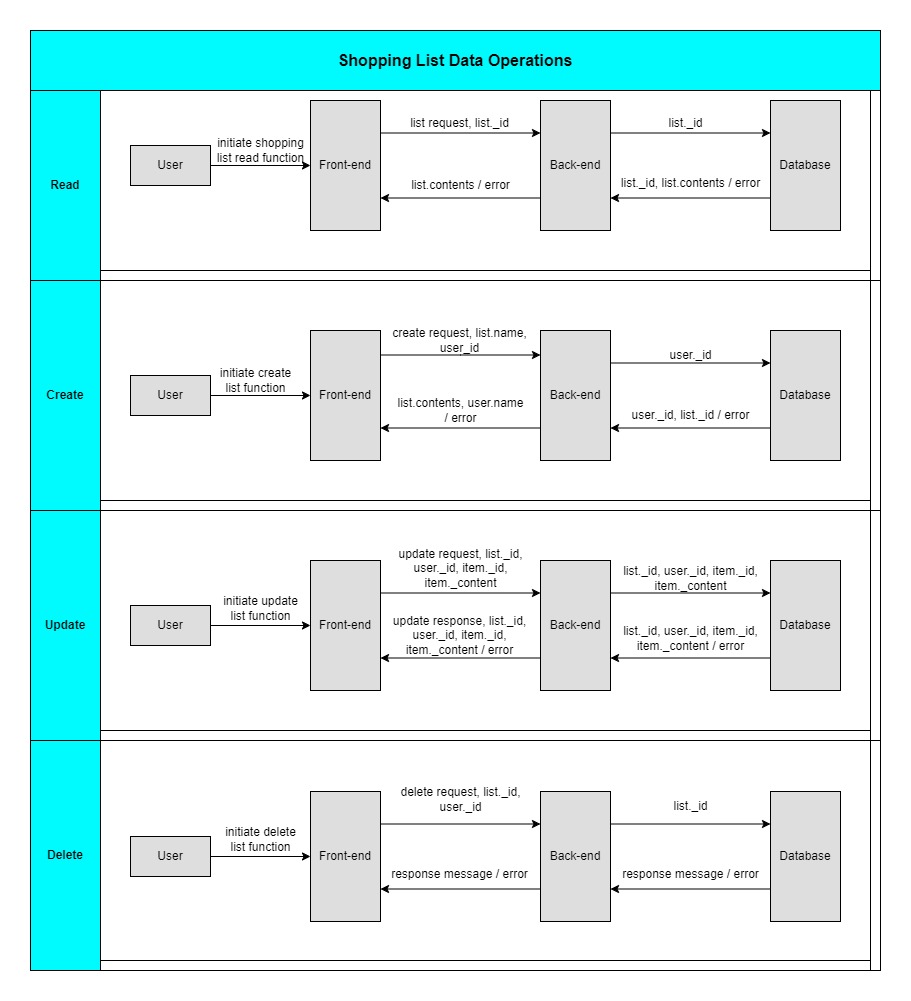 Shopping List Data Operations
Read
User
initiate shopping
list read function
Front-end
list request, list._id
list.contents / error
Back-end
list._id
list._id, list.contents / error
Database
Create
User
initiate create
list function
Front-end
create request, list.name,
user_id
list.contents, user.name
/ error
Back-end
user._id
user._id, list._id / error
Database
Update
User
initiate update
list function
Front-end
update request, list._id,
user._id, item._id,
item._content
update response, list._id,
user._id, item._id,
item._content / error
Back-end
list._id, user._id, item._id,
item._content
list._id, user._id, item._id,
item._content / error
Database
Delete
User
initiate delete
list function
Front-end
delete request, list._id,
user._id
response message / error
Back-end
list._id
response message / error
Database